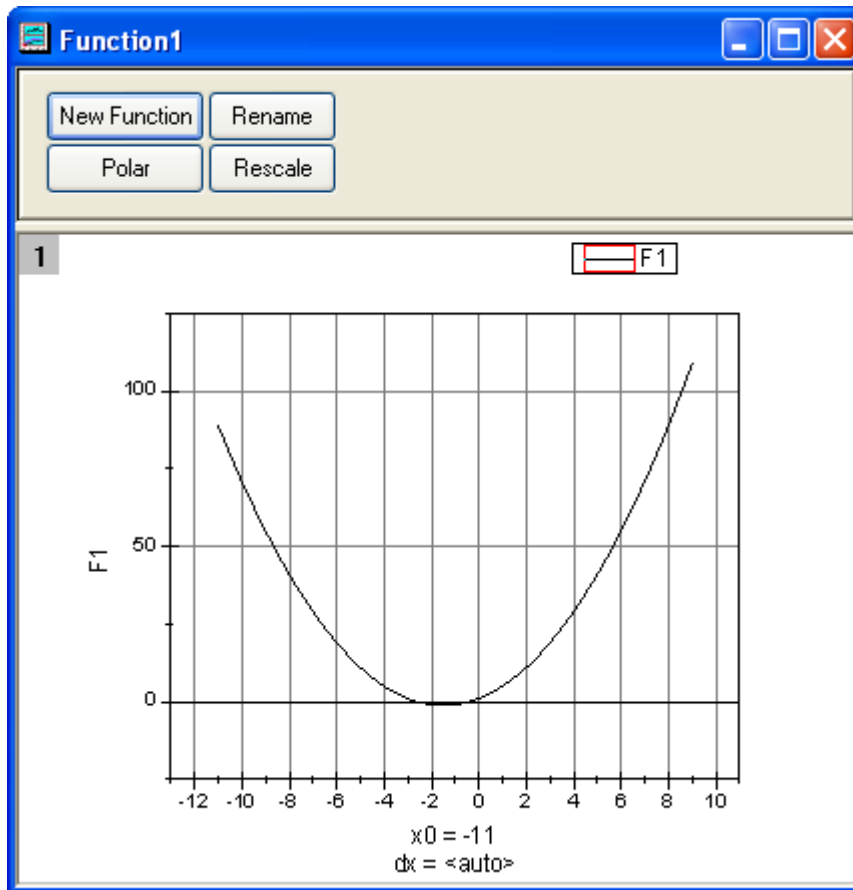 Function1
New Function Rename
Polar Rescale
1
F1
100
50
0
F1
-12 -10 -8 -6 -4 -2 0 2 4 6 8 10
x0 = -11
dx = <auto>